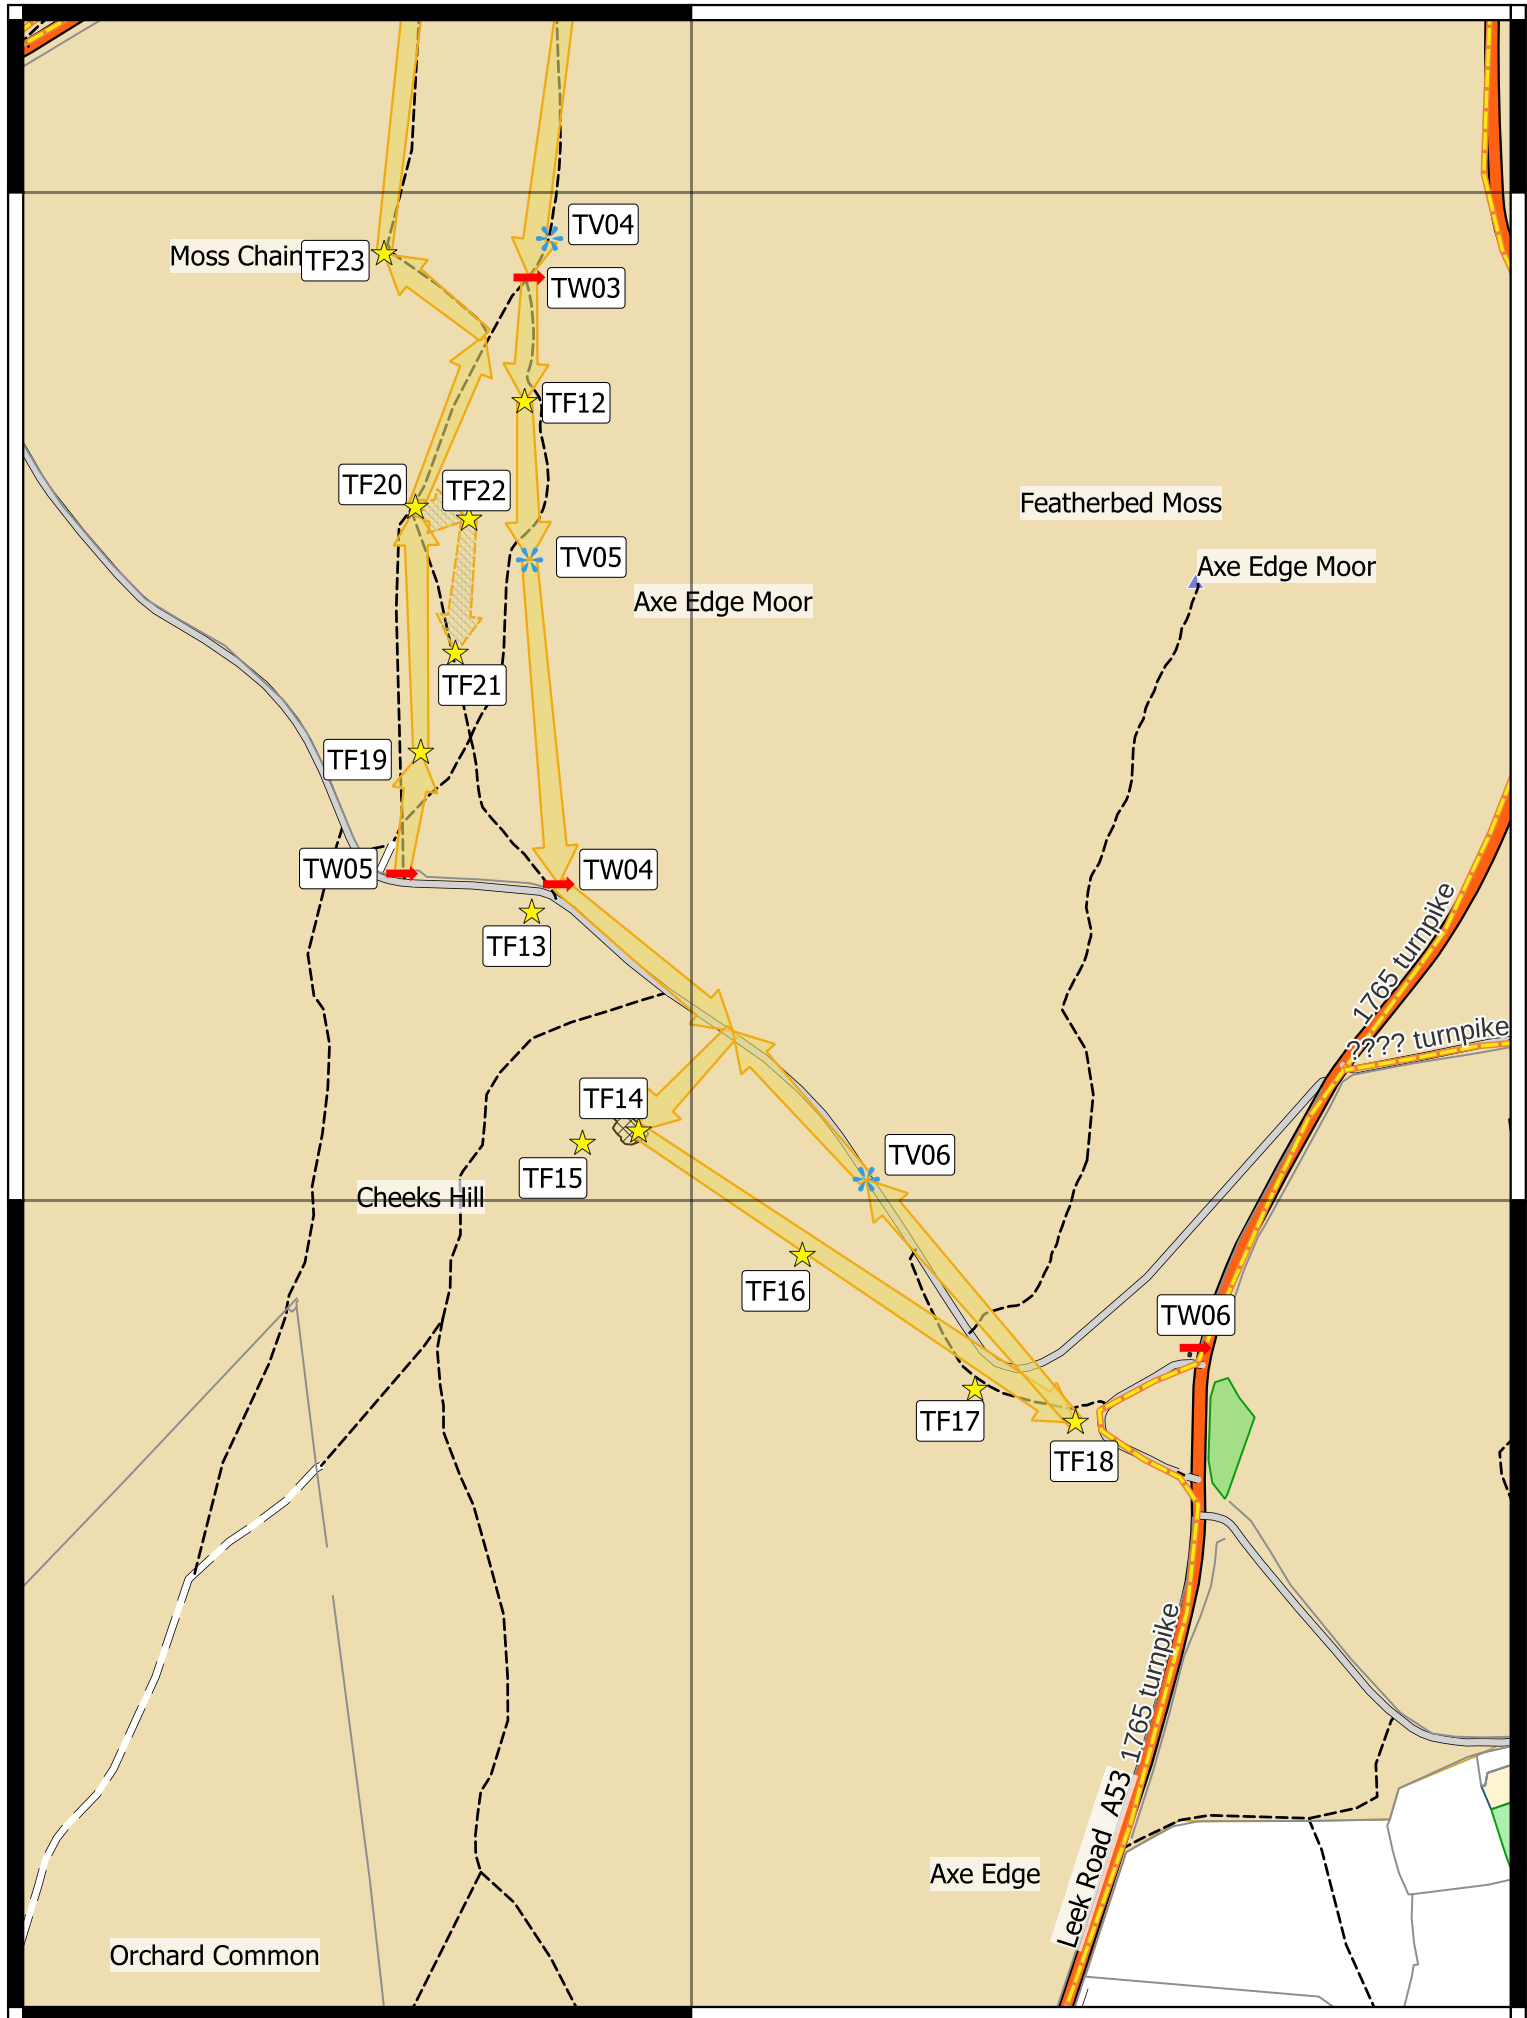 TV04
Moss Chain
TF23
TW03
TF12
TF20
TF22
Featherbed Moss
TV05
Axe Edge Moor
Axe Edge Moor
TF21
TF19
TW05
TW04
1765 turnpike
TF13
???? turnpike
TF14
TV06
TF15
Cheeks Hill
TF16
TW06
TF17
TF18
1765 turnpike
Leek Road A53
Axe Edge
Orchard Common